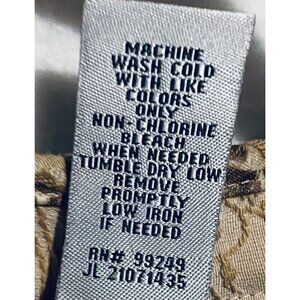 MACHINE
WASH COLD
WITH LIKE
COLORS
ONLY
NON-CHLORINE
BLEACH
WHEN NEEDED
TUMBLE DRY LOW
REMOVE
PROMPTLY
LOW IRON
IF NEEDED
RN# 99249
JL 21071435